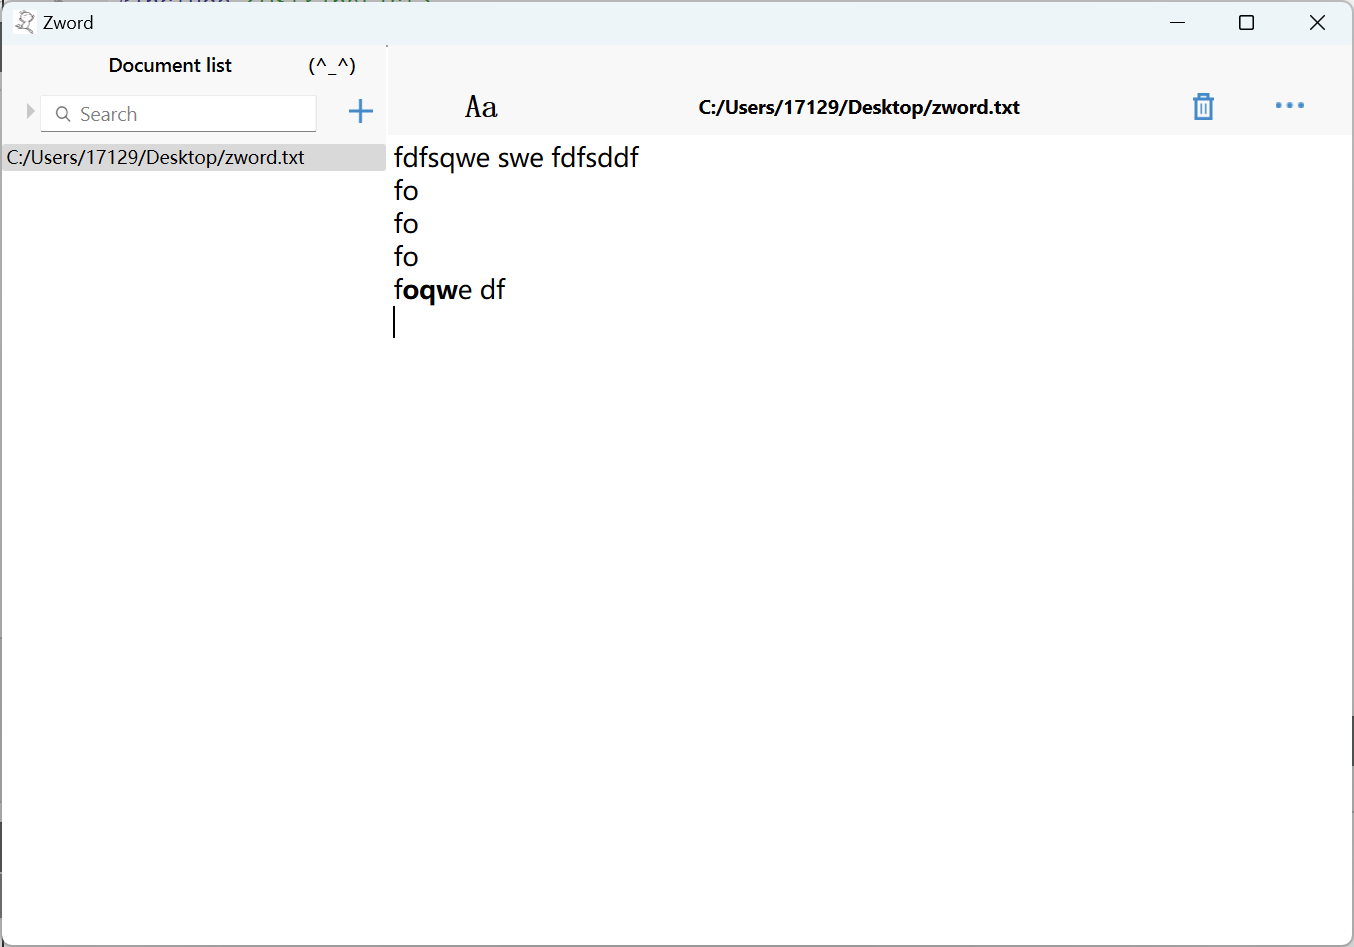 Zword
Document list (^_^)
Search
Aa
C:/Users/17129/Desktop/zword.txt
C:/Users/17129/Desktop/zword.txt
fdfsqwe swe fdfsddf
fo
fo
fo
foqwe df